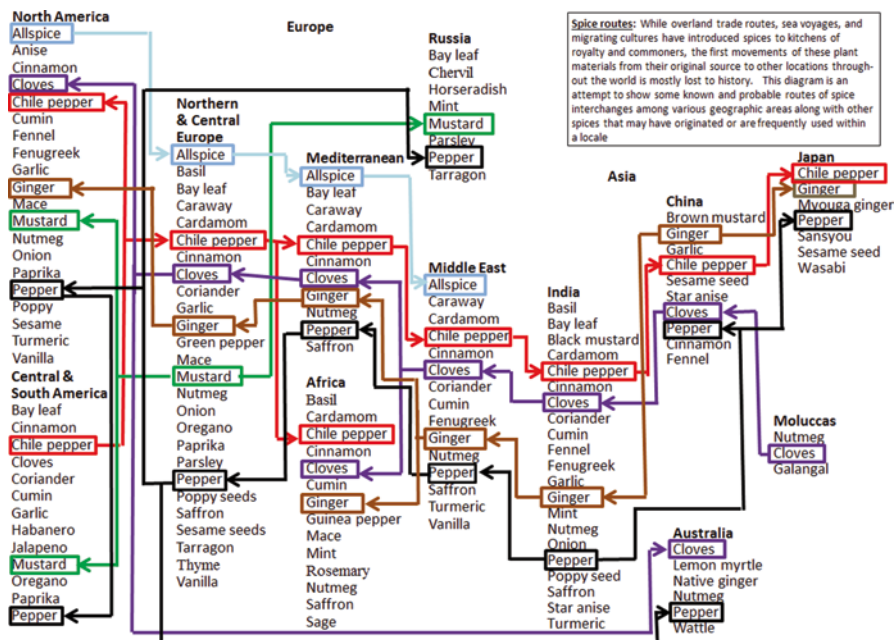 North America
Allspice
Anise
Cinnamon
Cloves
Chile pepper
Cumin
Fennel
Fenugreek
Garlic
Ginger
Mace
Mustard
Nutmeg
Onion
Paprika
Pepper
Poppy
Sesame
Turmeric
Vanilla
Central &
South America
Bay leaf
Cinnamon
Chile pepper
Cloves
Coriander
Cumin
Garlic
Habanero
Jalapeno
Mustard
Oregano
Paprika
Pepper
Europe
Northern
& Central
Europe
Allspice
Basil
Bay leaf
Caraway
Cardamom
Chile pepper
Cinnamon
Cloves
Coriander
Garlic
Ginger
Green pepper
Mace
Mustard
Nutmeg
Onion
Oregano
Paprika
Parsley
Pepper
Poppy seeds
Saffron
Sesame seeds
Tarragon
Thyme
Vanilla
Mediterranean
Allspice
Bay leaf
Caraway
Cardamom
Chile pepper
Cinnamon
Cloves
Ginger
Nutmeg
Pepper
Saffron
Africa
Basil
Cardamom
Chile pepper
Cinnamon
Cloves
Cumin
Ginger
Guinea pepper
Mace
Mint
Rosemary
Nutmeg
Saffron
Sage
Russia
Bay leaf
Chervil
Horseradish
Mint
Mustard
Parsley
Pepper
Tarragon
Middle East
Allspice
Caraway
Cardamom
Chile pepper
Cinnamon
Cloves
Coriander
Cumin
Fenugreek
Ginger
Nutmeg
Pepper
Saffron
Turmeric
Vanilla
Spice routes: While overland trade routes, sea voyages, and
migrating cultures have introduced spices to kitchens of
royalty and commoners, the first movements of these plant
materials from their original source to other locations through-
out the world is mostly lost to history. This diagram is an
attempt to show some known and probable routes of spice
interchanges among various geographic areas along with other
spices that may have originated or are frequently used within
a locale
Asia
India
Basil
Bay leaf
Black mustard
Cardamom
Chile pepper
Cinnamon
Cloves
Coriander
Cumin
Fennel
Fenugreek
Garlic
Ginger
Mint
Nutmeg
Onion
Pepper
Poppy seed
Saffron
Star anise
Turmeric
China
Brown mustard
Ginger
Garlic
Chile pepper
Sesame seed
Star anise
Cloves
Pepper
Cinnamon
Fennel
Japan
Chile pepper
Ginger
Myouga ginger
Pepper
Sansyou
Sesame seed
Wasabi
Moluccas
Nutmeg
Cloves
Galangal
Australia
Cloves
Lemon myrtle
Native ginger
Nutmeg
Pepper
Wattle